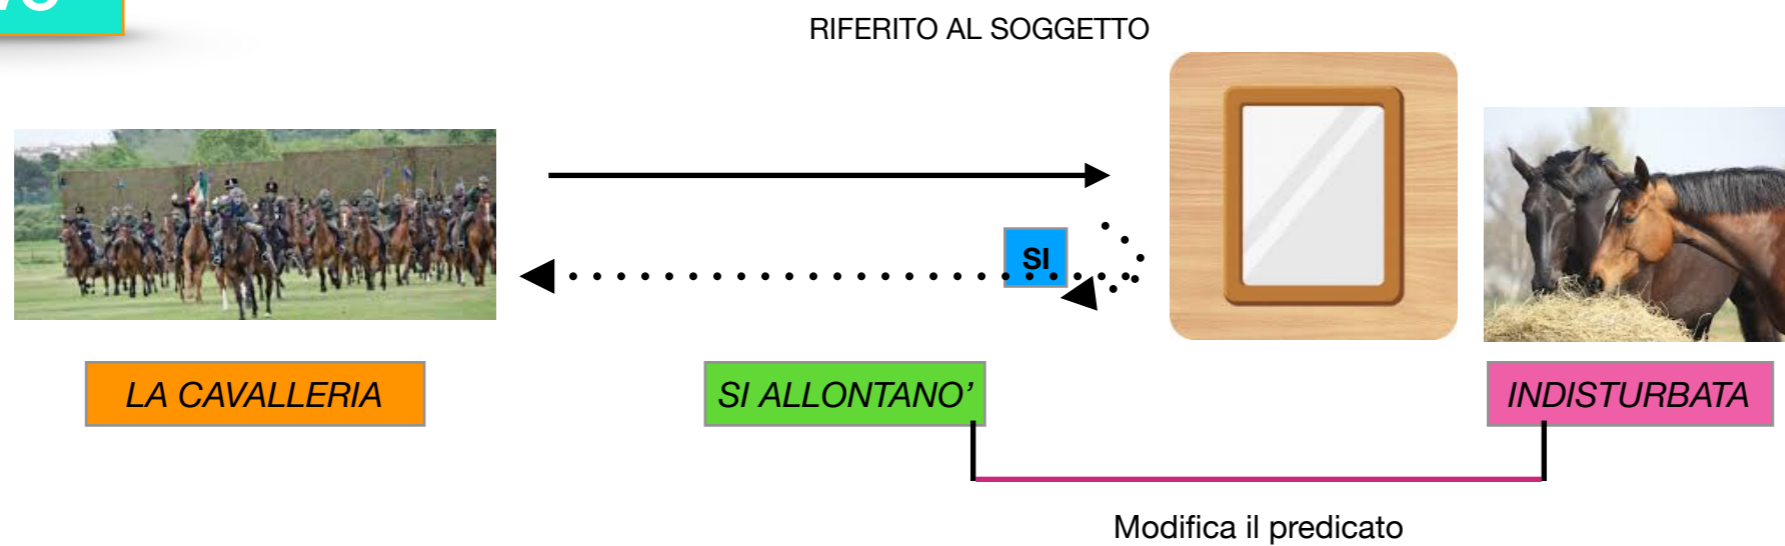 RIFERITO AL SOGGETTO
SI
LA CAVALLERIA
SI ALLONTANO’
INDISTURBATA
Modifica il predicato